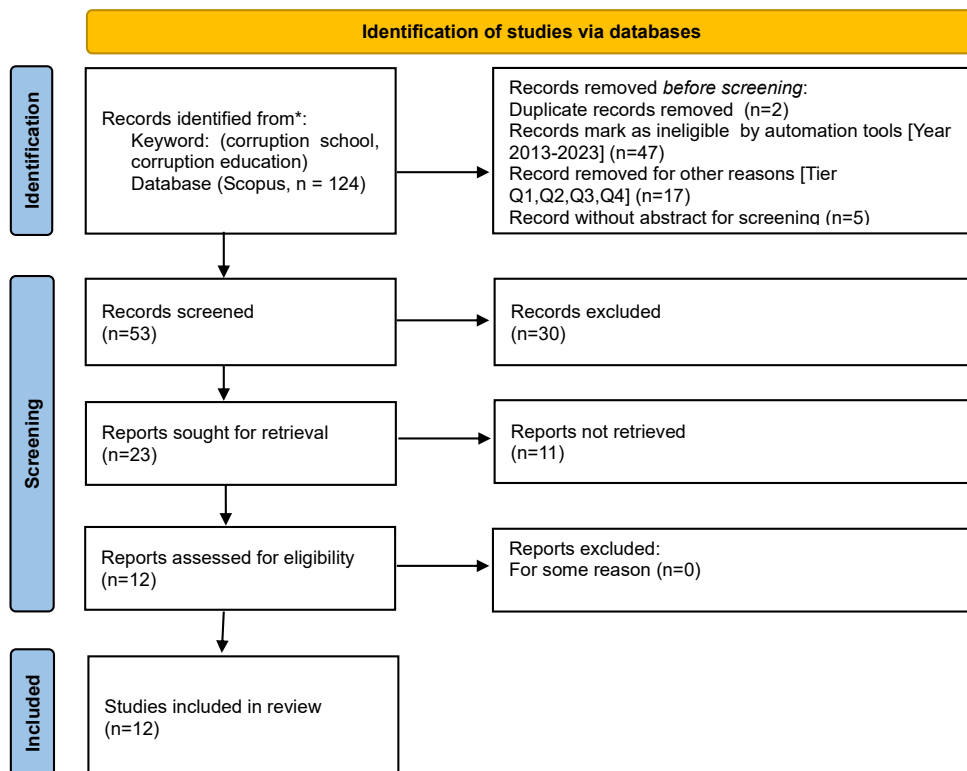 Identification of studies via databases
Identification
Records identified from*:
Keyword: (corruption school,
corruption education)
Database (Scopus, n = 124)
Records removed before screening:
Duplicate records removed (n=2)
Records mark as ineligible by automation tools [Year
2013-2023] (n=47)
Record removed for other reasons [Tier
Q1,Q2,Q3,Q4] (n=17)
Record without abstract for screening (n=5)
Screening
Records screened
(n=53)
Records excluded
(n=30)
Reports sought for retrieval
(n=23)
Reports not retrieved
(n=11)
Reports assessed for eligibility
(n=12)
Reports excluded:
For some reason (n=0)
Included
Studies included in review
(n=12)